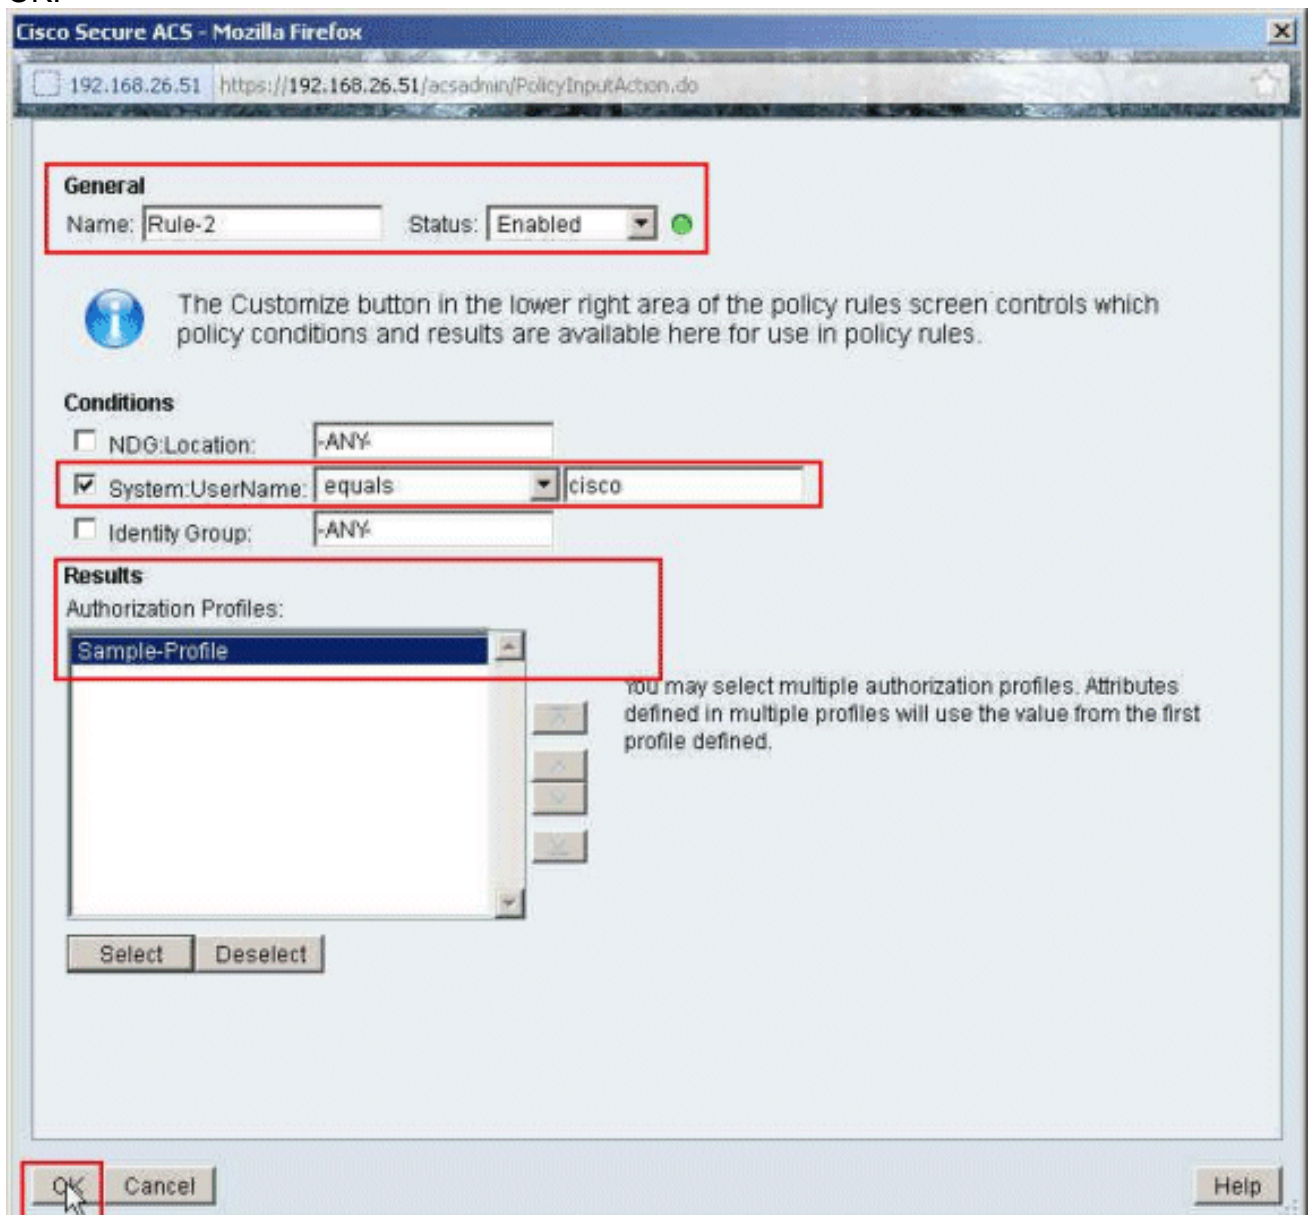 OK.
Cisco Secure ACS - Mozilla Firefox
192.168.26.51 https://192.168.26.51/acsadmin/PolicyInputAction.do
General
Name: Rule-2 Status: Enabled
The Customize button in the lower right area of the policy rules screen controls which
policy conditions and results are available here for use in policy rules.
Conditions
NDG:Location: -ANY-
System:UserName: equals cisco
Identity Group: -ANY-
Results
Authorization Profiles:
Sample-Profile
You may select multiple authorization profiles. Attributes
defined in multiple profiles will use the value from the first
profile defined.
Select Deselect
OK Cancel Help